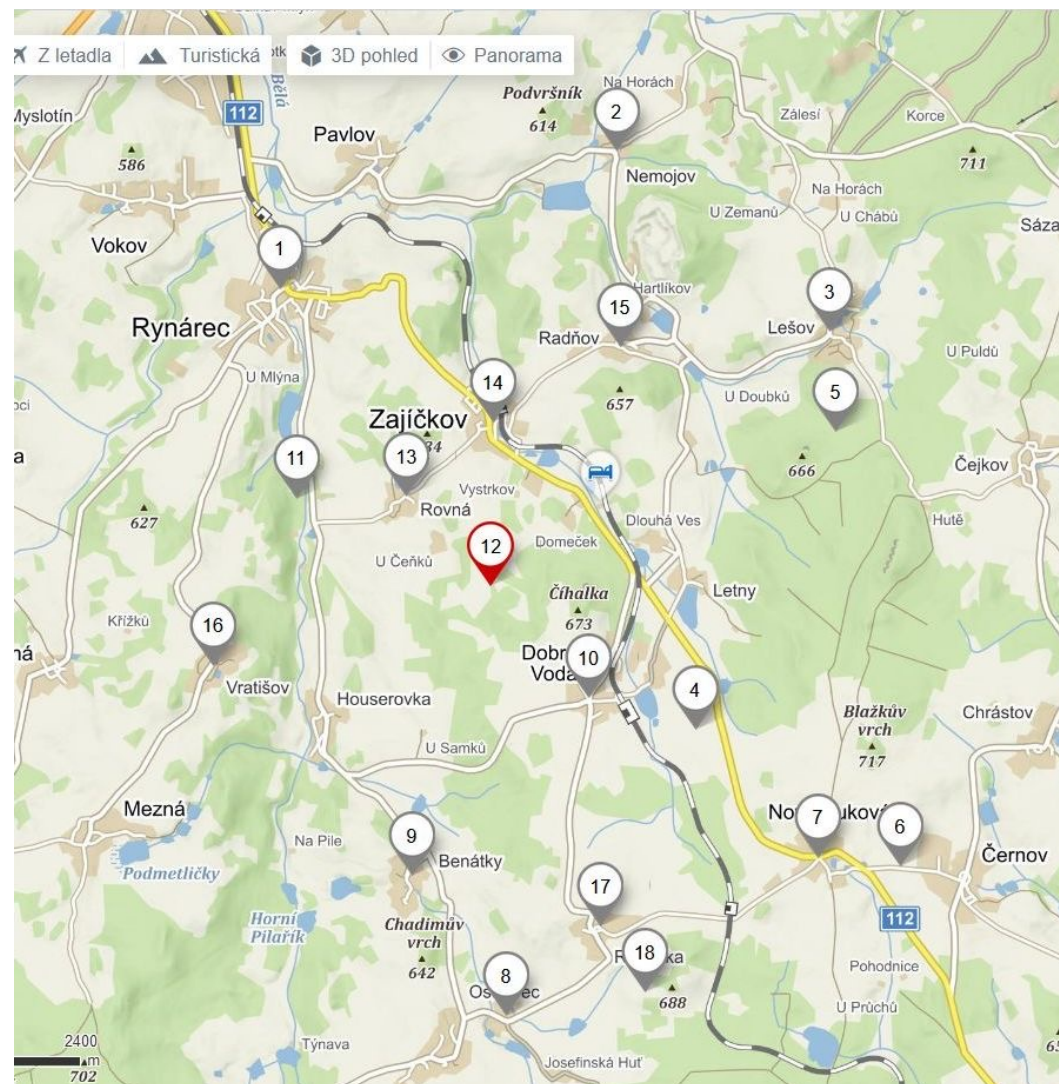 Z letadla
Turistická
3D pohled
Panorama
Bělá
Na Horách
Podvršník
614
2
112
Myslotín
Pavlov
Zálesí
Korce
586
711
Nemojov
Na Horách
U Zemanů
U Chábů
Sáza
Vokov
1
3
15
Hartlíkov
Rynárec
Radňov
Lešov
U Puldů
U Mlýna
14
657
U Doubků
5
Zajíčkov
11
13
666
Čejkov
Vystrkov
627
Rovná
Dlouhá Ves
Hutě
12
Domeček
U Čeňků
Číhalka
673
Letny
Křížků
16
ná
10
Vratišov
4
Houserovka
Blažkův
vrch
717
Chrástov
U Samků
Mezná
7
6
9
Na Pile
Benátky
Černov
Podmetličky
17
Horní
Pilařík
Chadimův
vrch
642
112
18
688
8
Pohodnice
U Průchů
Týnava
2400
m
702
Josefinská Huť